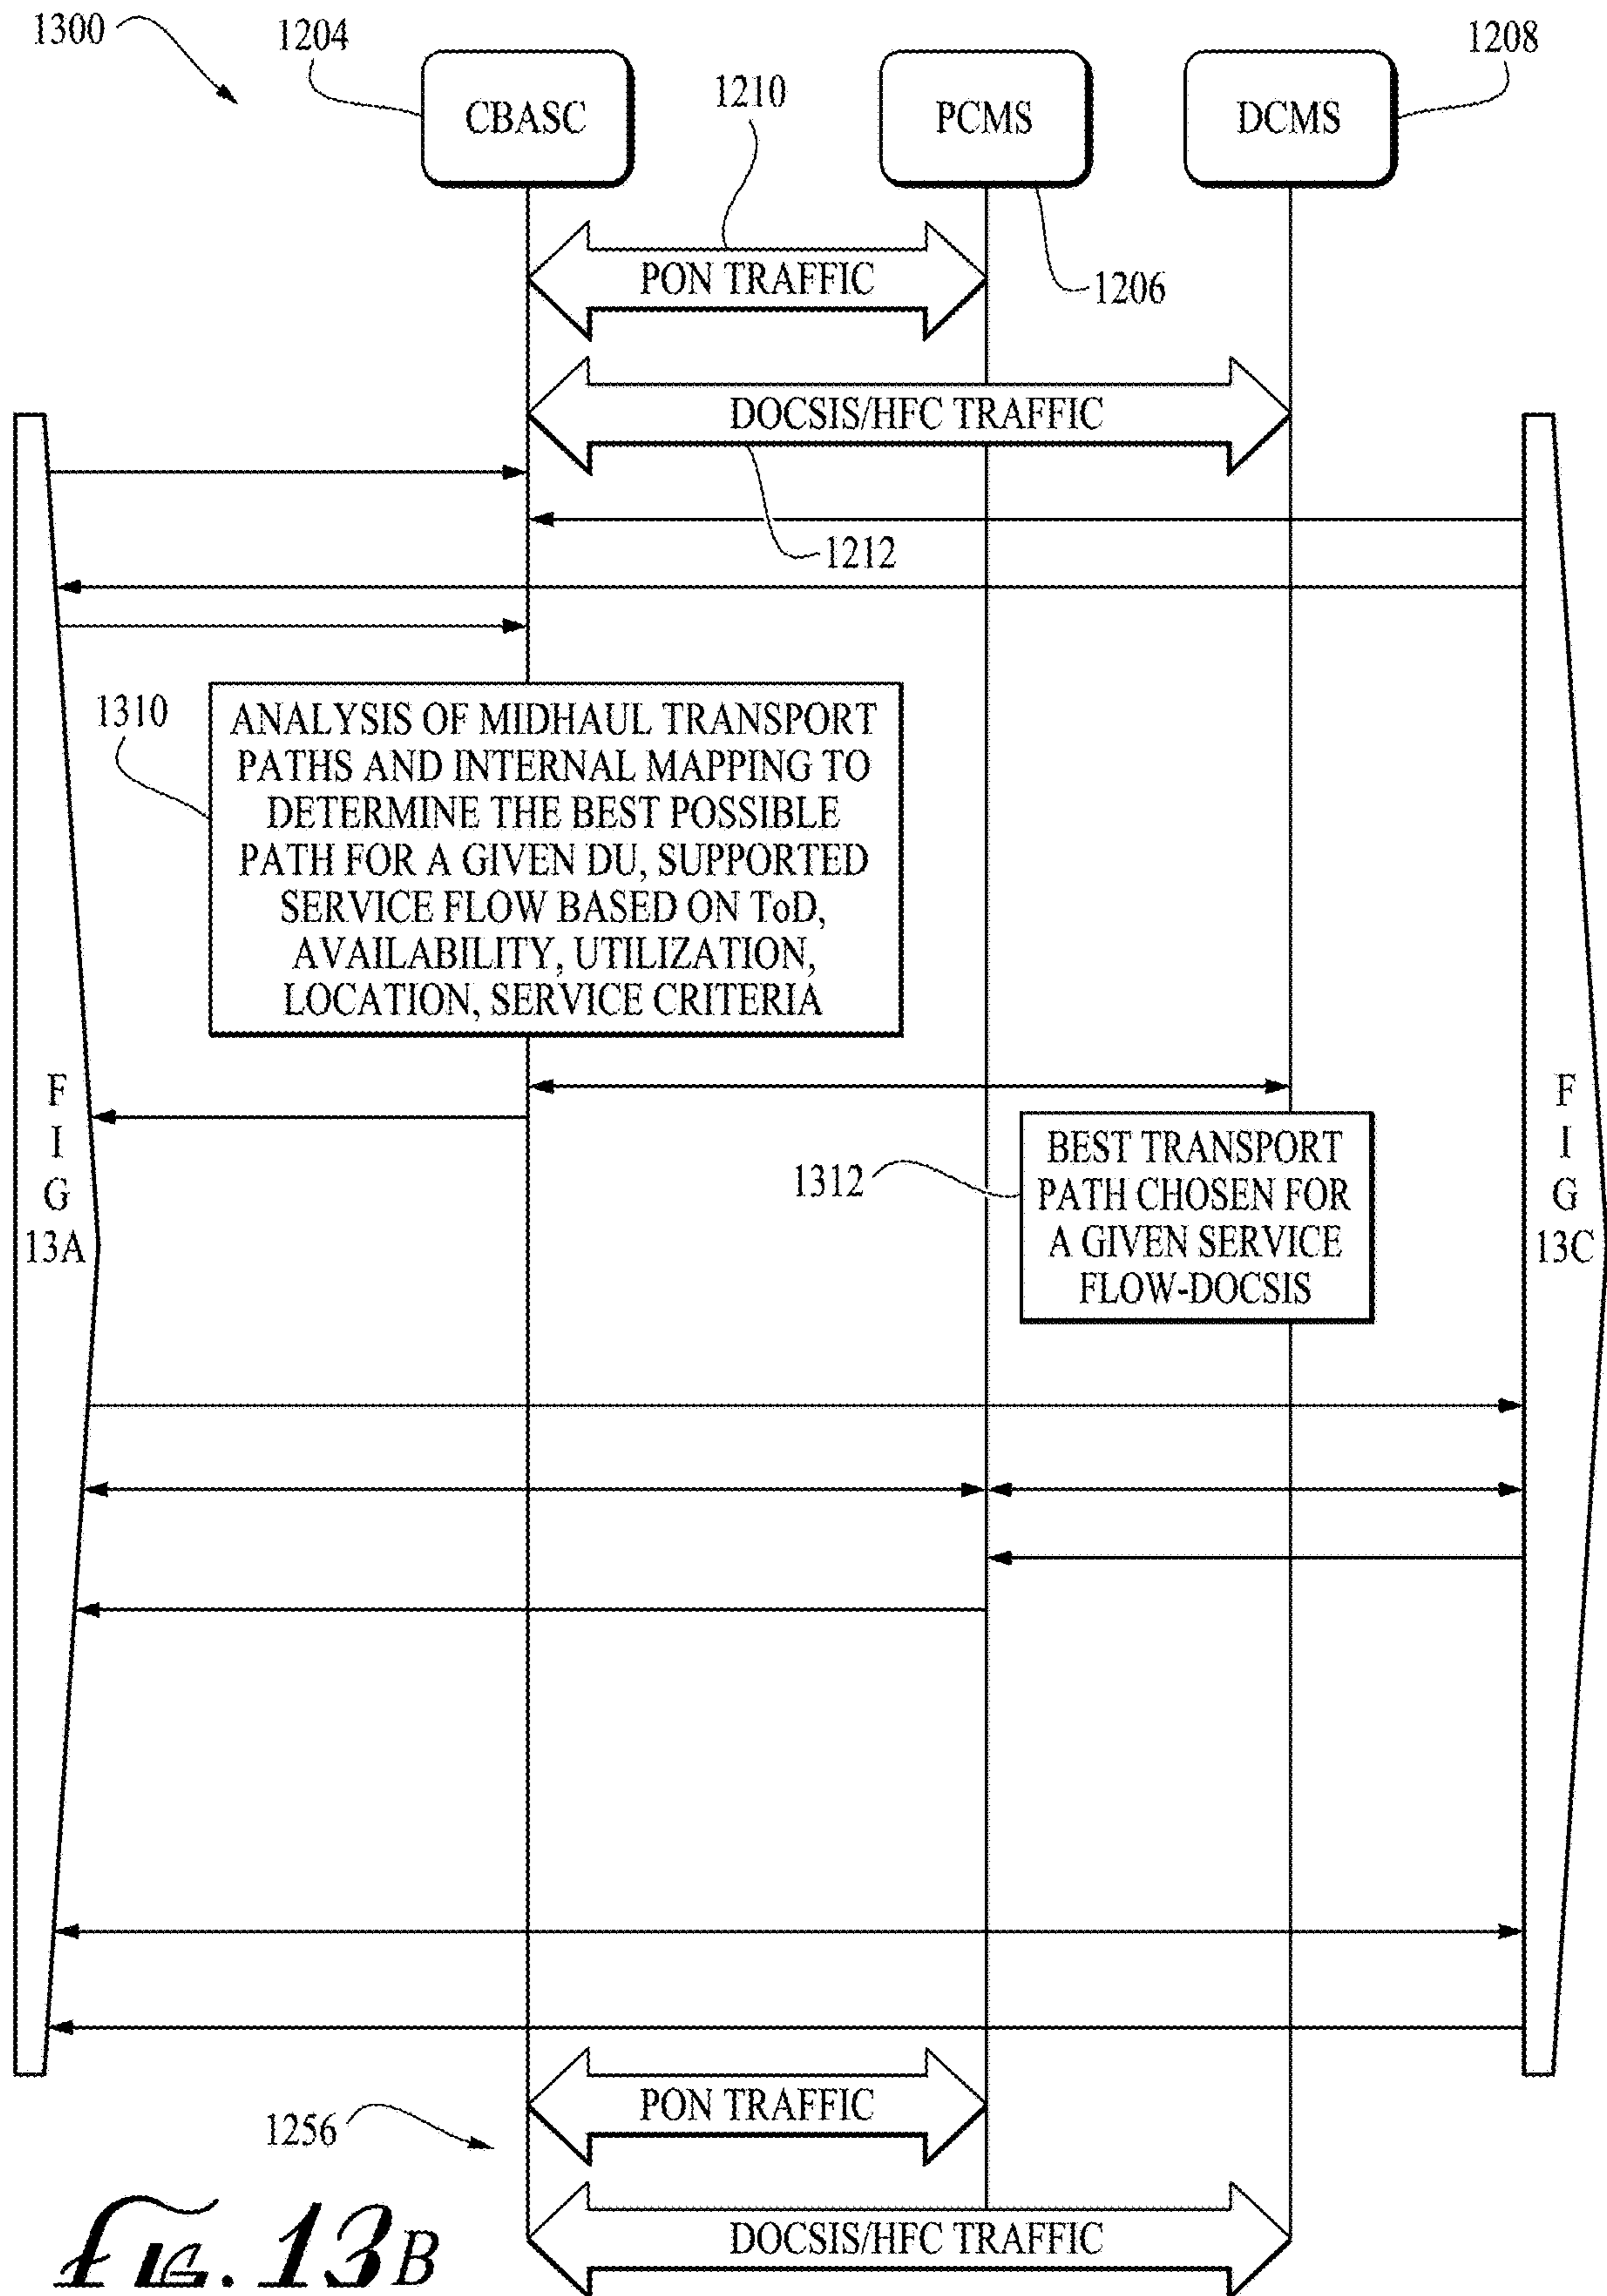 1300
1204
1208
1210
CBASC
PCMS
DCMS
PON TRAFFIC
1206
DOCSIS/HFC TRAFFIC
1212
1310
ANALYSIS OF MIDHAUL TRANSPORT
PATHS AND INTERNAL MAPPING TO
DETERMINE THE BEST POSSIBLE
PATH FOR A GIVEN DU, SUPPORTED
SERVICE FLOW BASED ON ToD,
AVAILABILITY, UTILIZATION,
LOCATION, SERVICE CRITERIA
F
I
G
13A
1312
BEST TRANSPORT
PATH CHOSEN FOR
A GIVEN SERVICE
FLOW-DOCSIS
F
I
G
13C
PON TRAFFIC
1256
DOCSIS/HFC TRAFFIC
FIG. 13B